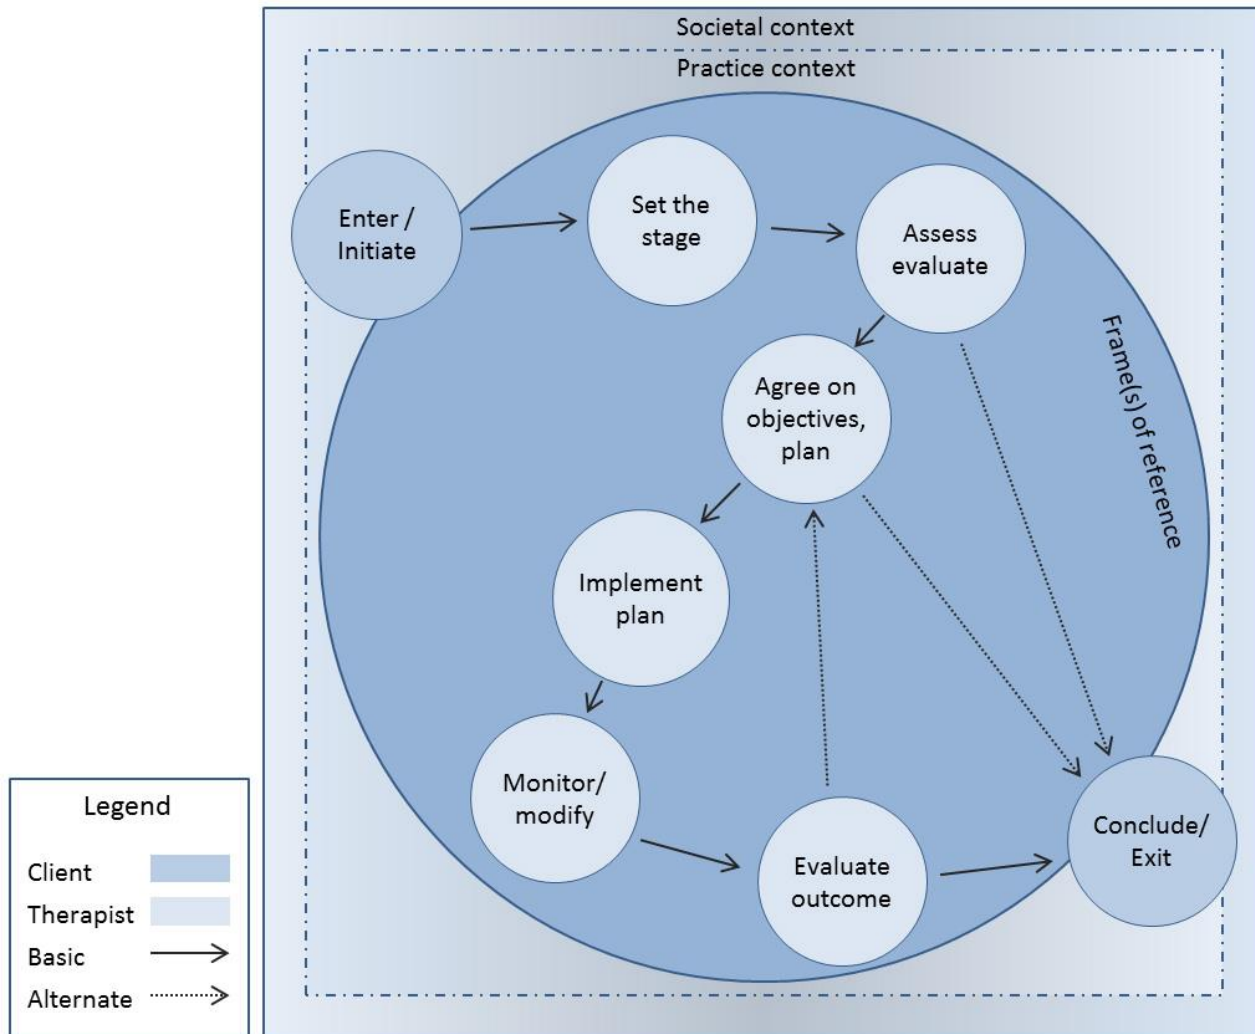 Societal context
Practice context
Enter /
Initiate
Set the
stage
Assess
evaluate
Agree on
objectives,
plan
Frame(s) of reference
Implement
plan
Monitor/
modify
Evaluate
outcome
Conclude/
Exit
Legend
Client
Therapist
Basic
Alternate